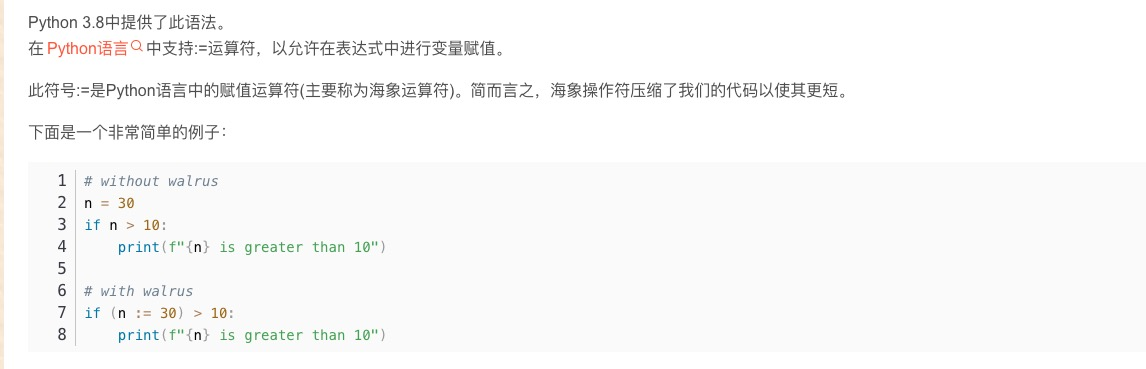 Python 3.8中提供了此语法。
在 Python语言 中支持:=运算符，以允许在表达式中进行变量赋值。
此符号:=是Python语言中的赋值运算符(主要称为海象运算符)。简而言之，海象操作符压缩了我们的代码以使其更短。
下面是一个非常简单的例子：
1 # without walrus
2 n = 30
3 if n > 10:
4     print(f"{n} is greater than 10")
5
6 # with walrus
7 if (n := 30) > 10:
8     print(f"{n} is greater than 10")